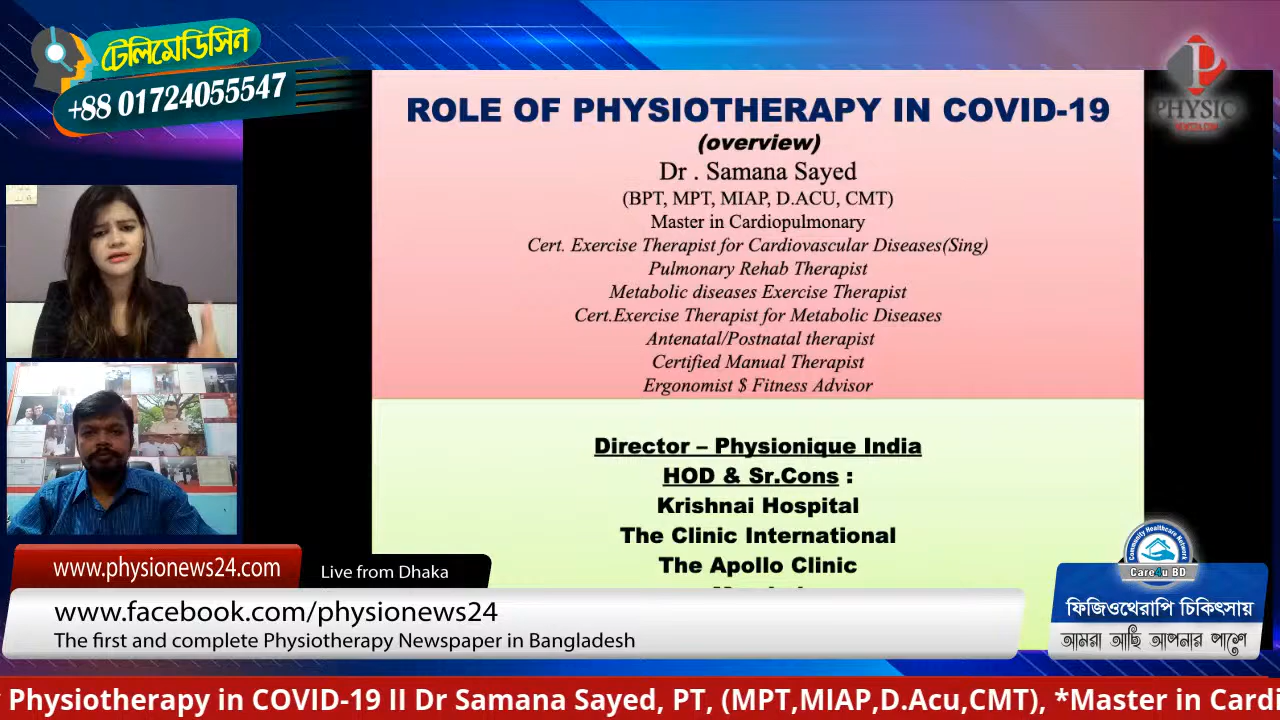 টেলিমেডিসিন
+88 01724055547
PHYSIO
ROLE OF PHYSIOTHERAPY IN COVID-19
(overview)
Dr . Samana Sayed
(BPT, MPT, MIAP, D.ACU, CMT)
Master in Cardiopulmonary
Cert. Exercise Therapist for Cardiovascular Diseases(Sing)
Pulmonary Rehab Therapist
Metabolic diseases Exercise Therapist
Cert.Exercise Therapist for Metabolic Diseases
Antenatal/Postnatal therapist
Certified Manual Therapist
Ergonomist $ Fitness Advisor
Director – Physionique India
HOD & Sr.Cons :
Krishnai Hospital
The Clinic International
The Apollo Clinic
www.physionews24.com
Live from Dhaka
www.facebook.com/physionews24
The first and complete Physiotherapy Newspaper in Bangladesh
Community Healthcare Network
Care4u BD
ফিজিওথেরাপি চিকিৎসায়
আমরা আছি আপনার পাশে
Physiotherapy in COVID-19 II Dr Samana Sayed, PT, (MPT,MIAP,D.Acu,CMT), *Master in Cardi